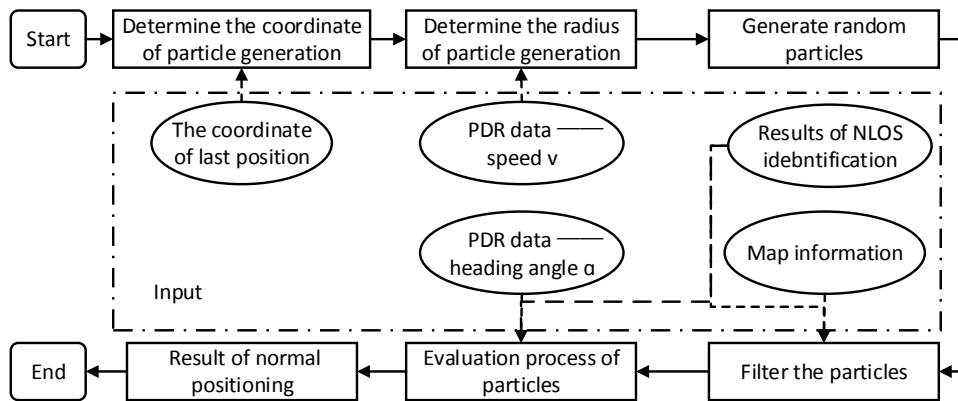 Start
Determine the coordinate
of particle generation
Determine the radius
of particle generation
Generate random
particles
The coordinate
of last position
PDR data ——
speed v
Results of NLOS
idebntification
PDR data ——
heading angle α
Map information
Input
End
Result of normal
positioning
Evaluation process of
particles
Filter the particles